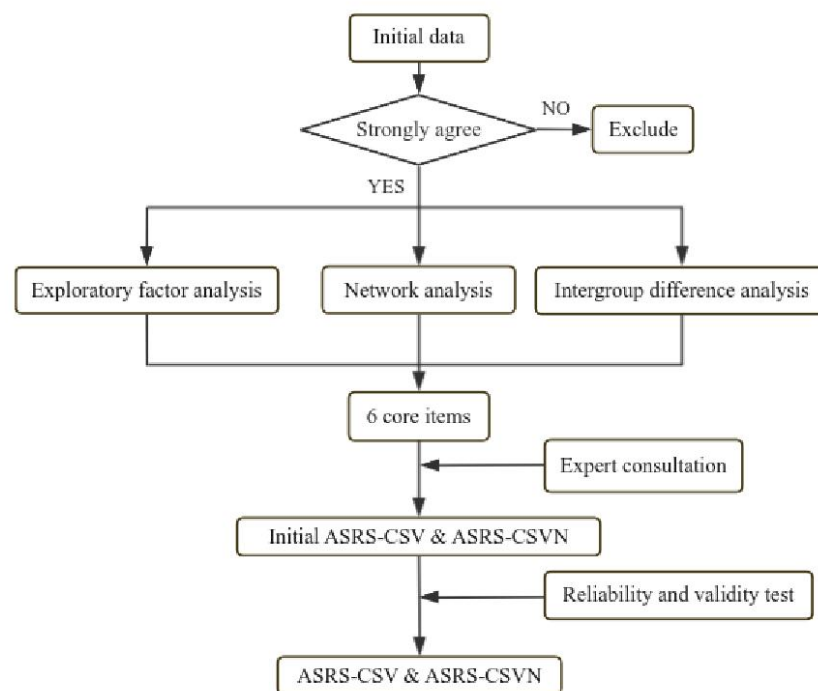 Initial data
Strongly agree
NO
Exclude
YES
Exploratory factor analysis
Network analysis
Intergroup difference analysis
6 core items
Expert consultation
Initial ASRS-CSV & ASRS-CSVN
Reliability and validity test
ASRS-CSV & ASRS-CSVN